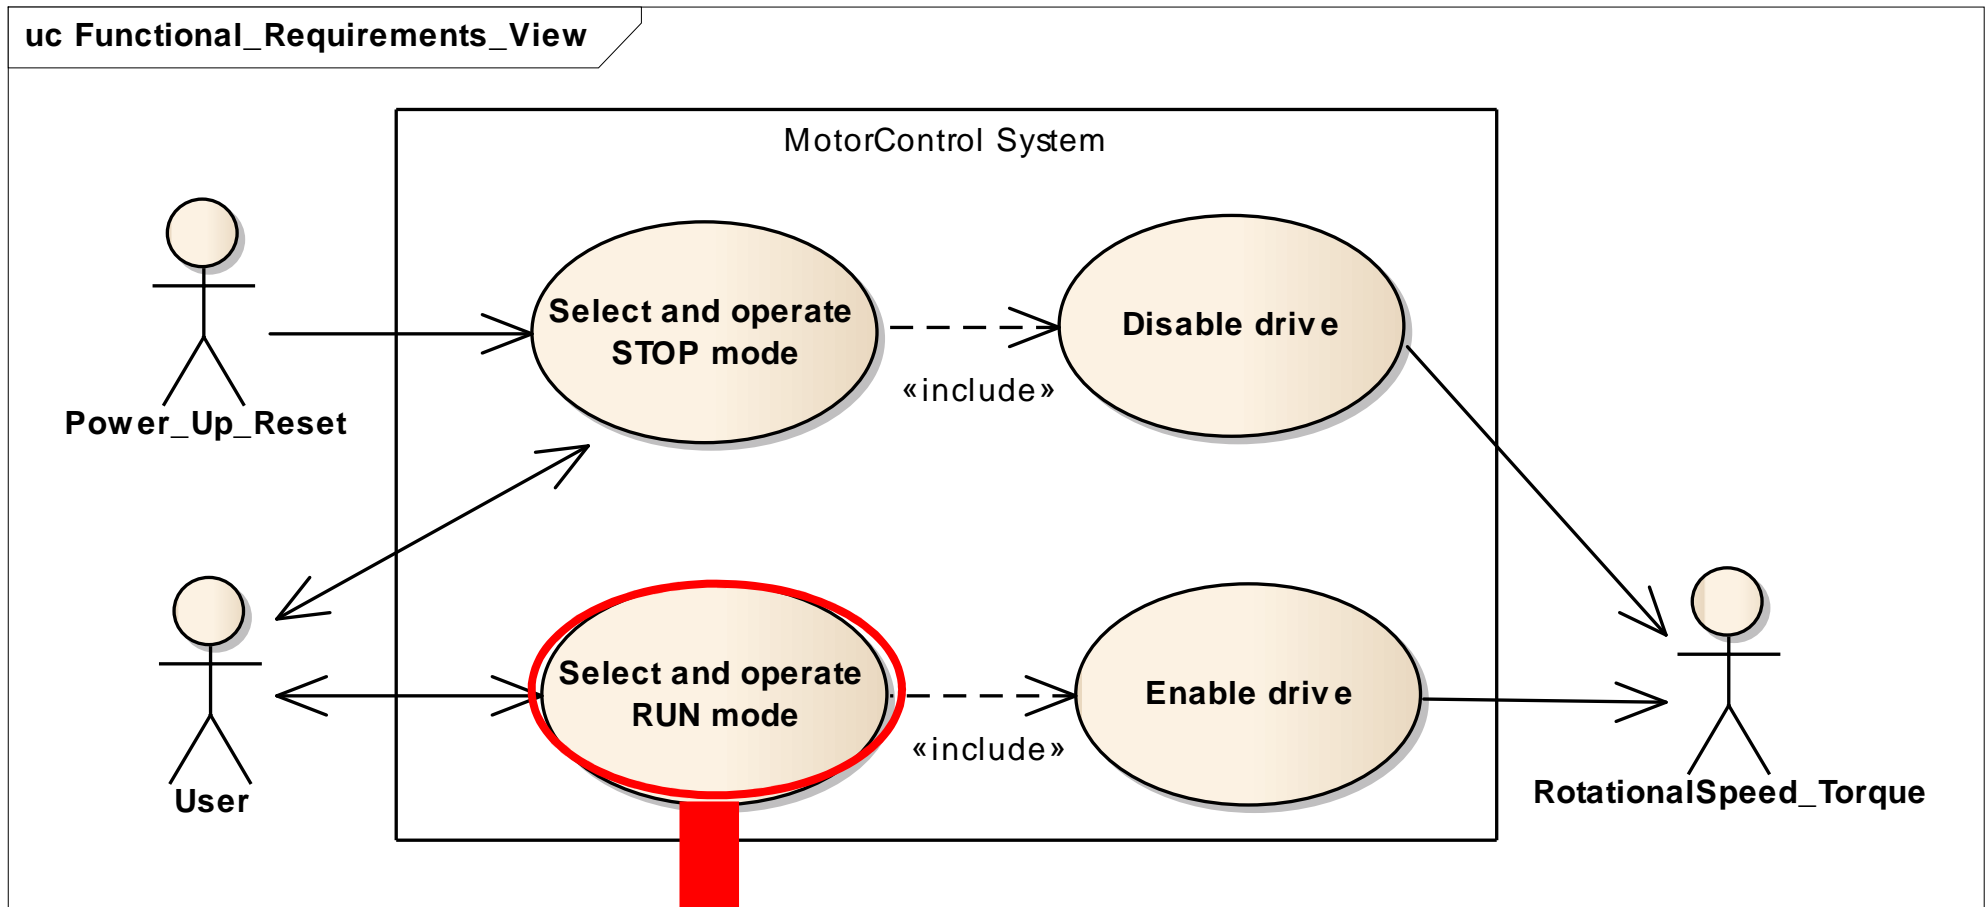 uc Functional_Requirements_View
MotorControl System
Select and operate
STOP mode
«include»
Disable drive
Power_Up_Reset
Select and operate
RUN mode
«include»
Enable drive
User
RotationalSpeed_Torque